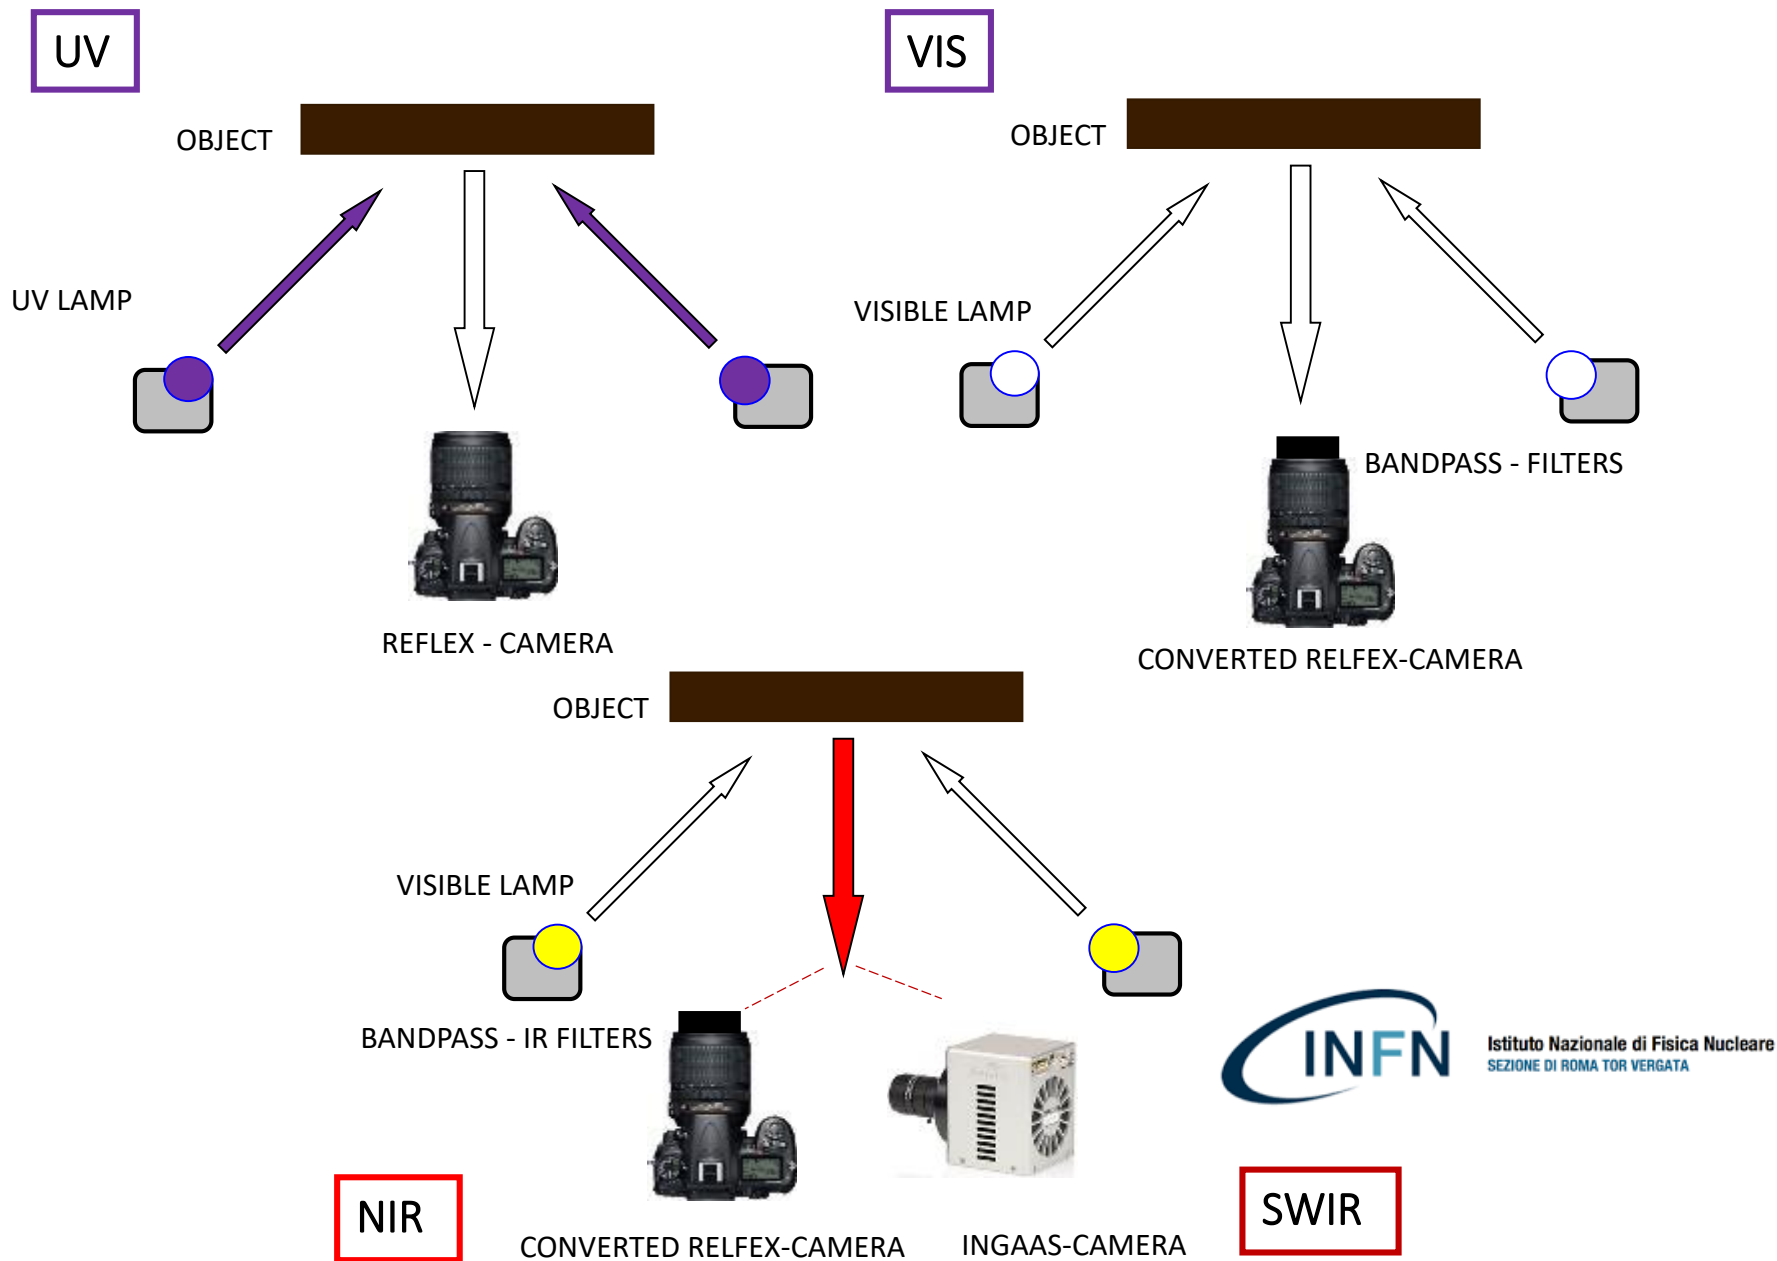 UV
VIS
OBJECT
OBJECT
UV LAMP
VISIBLE LAMP
BANDPASS - FILTERS
REFLEX - CAMERA
CONVERTED RELFEX-CAMERA
OBJECT
VISIBLE LAMP
BANDPASS - IR FILTERS
INFN
Istituto Nazionale di Fisica Nucleare
SEZIONE DI ROMA TOR VERGATA
NIR
SWIR
CONVERTED RELFEX-CAMERA
INGAAS-CAMERA